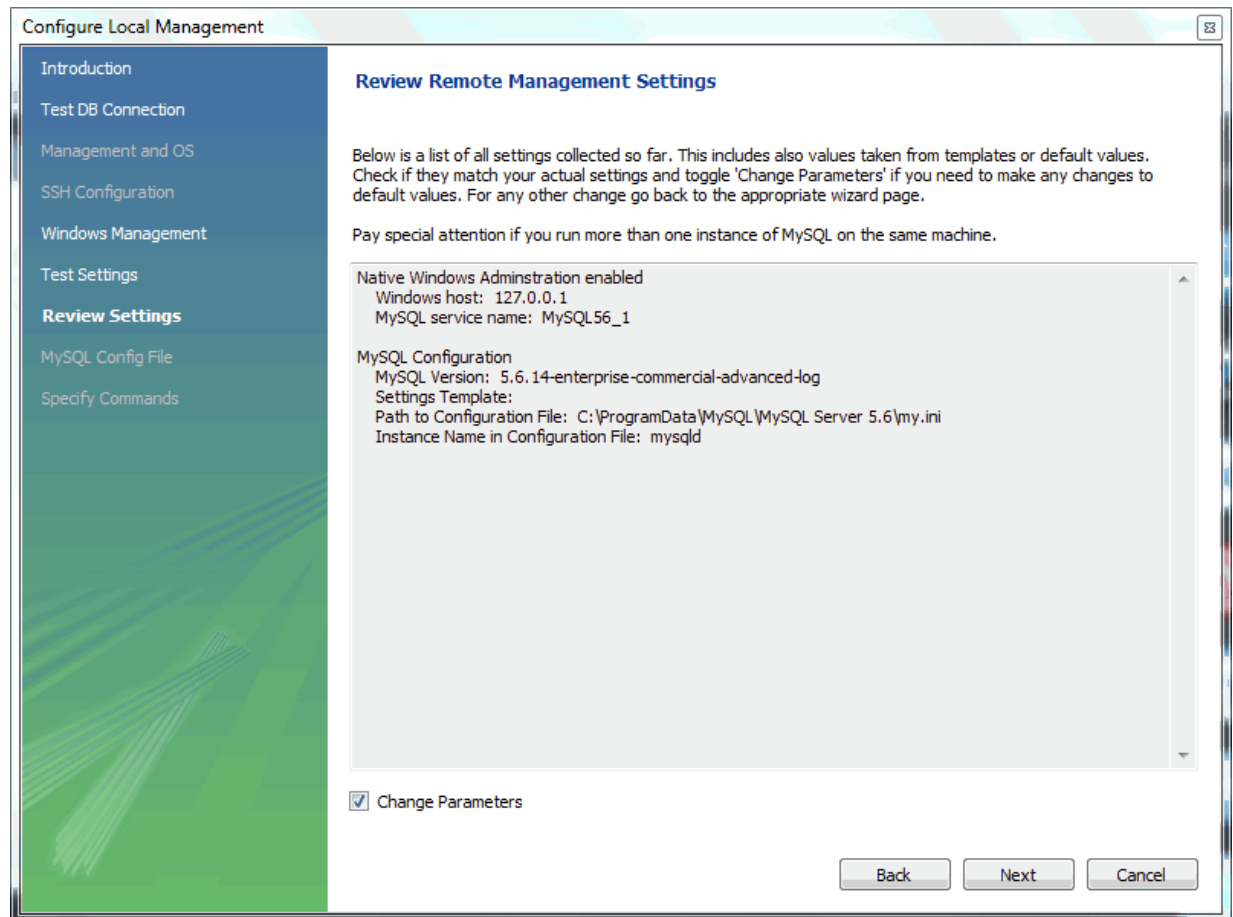 Configure Local Management
Introduction
Test DB Connection
Management and OS
SSH Configuration
Windows Management
Test Settings
Review Settings
MySQL Config File
Specify Commands
Review Remote Management Settings
Below is a list of all settings collected so far. This includes also values taken from templates or default values.
Check if they match your actual settings and toggle 'Change Parameters' if you need to make any changes to
default values. For any other change go back to the appropriate wizard page.
Pay special attention if you run more than one instance of MySQL on the same machine.
Native Windows Adminstration enabled
Windows host: 127.0.0.1
MySQL service name: MySQL56_1
MySQL Configuration
MySQL Version: 5.6.14-enterprise-commercial-advanced-log
Settings Template:
Path to Configuration File: C:\ProgramData\MySQL\MySQL Server 5.6\my.ini
Instance Name in Configuration File: mysqld
Change Parameters
Back
Next
Cancel